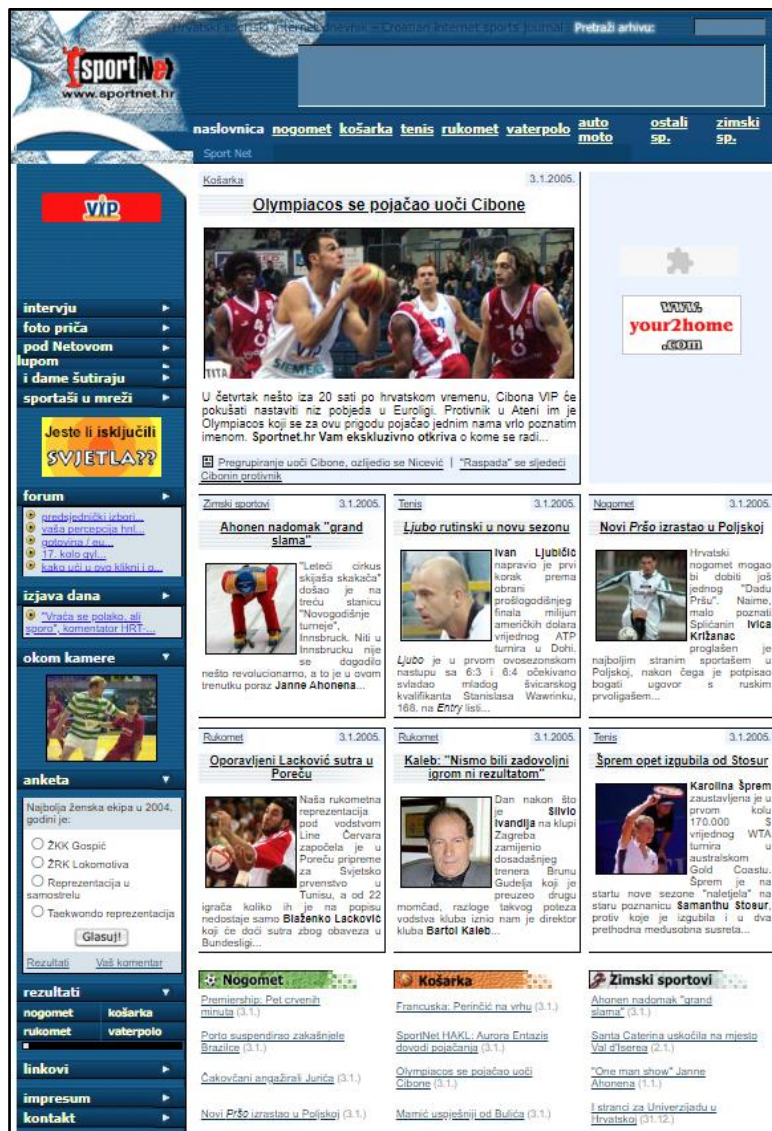 Hrvatski sportski internet dnevnik – Croatian internet sports journal
Pretraži arhivu:
sportNet
www.sportnet.hr
naslovnica nogomet košarka tenis rukomet vaterpolo auto moto ostali sp. zimski sp.
Sport Net
VIP
intervju
foto priča
pod Netovom
lupom
i dame šutiraju
sportaši u mreži
Jeste li isključili
SVJETLA??
forum
predsjednički izbori...
vaša percepcija hnl...
gotovina / eu...
17. kolo gyl...
kako ući u ovo klikni i o...
izjava dana
"Vraća se polako, ali
sporo", komentator HRT-...
okom kamere
anketa
Najbolja ženska ekipa u 2004.
godini je:
ŽKK Gospić
ŽRK Lokomotiva
Reprezentacija u
samostrelu
Taekwondo reprezentacija
Glasuj!
Rezultati Vaš komentar
rezultati
nogomet košarka
rukomet vaterpolo
linkovi
impresum
kontakt
Košarka 3.1.2005.
Olympiacos se pojačao uoči Cibone
VIP
SIEMENS
14
TITA
U četvrtak nešto iza 20 sati po hrvatskom vremenu, Cibona VIP će
pokušati nastaviti niz pobjeda u Euroligi. Protivnik u Ateni im je
Olympiacos koji se za ovu prigodu pojačao jednim nama vrlo poznatim
imenom. Sportnet.hr Vam ekskluzivno otkriva o kome se radi...
Pregrupiranje uoči Cibone, ozlijedio se Nicević | "Raspada" se sljedeći
Cibonin protivnik
www.
your2home
.com
Zimski sportovi 3.1.2005.
Ahonen nadomak "grand
slama"
"Leteći cirkus
skijaša skakača"
došao je na
treću stanicu
"Novogodišnje
turneje",
Innsbruck. Niti u
Innsbrucku nije
se dogodilo
nešto revolucionarno, a to je u ovom
trenutku poraz Janne Ahonena...
Tenis 3.1.2005.
Ljubo rutinski u novu sezonu
Ivan Ljubičić
napravio je prvi
korak prema
obrani
prošlogodišnjeg
finala milijun
američkih dolara
vrijednog ATP
turnira u Dohi.
Ljubo je u prvom ovosezonskom
nastupu sa 6:3 i 6:4 očekivano
svladao mladog švicarskog
kvalifikanta Stanislasa Wawrinku,
168. na Entry listi...
Nogomet 3.1.2005.
Novi Pršo izrastao u Poljskoj
Hrvatski
nogomet mogao
bi dobiti još
jednog "Dadu
Pršu". Naime,
malo poznati
Splićanin Ivica
Križanac
proglašen je
najboljim stranim sportašem u
Poljskoj, nakon čega je potpisao
bogati ugovor s ruskim
prvoligašem...
Rukomet 3.1.2005.
Oporavljeni Lacković sutra u
Poreču
Naša rukometna
reprezentacija
pod vodstvom
Line Červara
započela je u
Poreču pripreme
za Svjetsko
prvenstvo u
Tunisu, a od 22
igrača koliko ih je na popisu
nedostaje samo Blaženko Lacković
koji će doći sutra zbog obaveza u
Bundesligi...
Rukomet 3.1.2005.
Kaleb: "Nismo bili zadovoljni
igrom ni rezultatom"
Dan nakon što
je Silvio
Ivandija na klupi
Zagreba
zamijenio
dosadašnjeg
trenera Brunu
Gudelja koji je
preuzeo drugu
momčad, razloge takvog poteza
vodstva kluba iznio nam je direktor
kluba Bartol Kaleb...
Tenis 3.1.2005.
Šprem opet izgubila od Stosur
Karolina Šprem
zaustavljena je u
prvom kolu
170.000 $
vrijednog WTA
turnira u
australskom
Gold Coastu.
Šprem je na
startu nove sezone "naletjela" na
staru poznanicu Samanthu Stosur,
protiv koje je izgubila i u dva
prethodna međusobna susreta...
Nogomet
Premiership: Pet crvenih
minuta (3.1.)
Porto suspendirao zakašnjele
Brazilce (3.1.)
Čakovčani angažirali Jurića (3.1.)
Novi Pršo izrastao u Poljskoj (3.1.)
Košarka
Francuska: Perinčić na vrhu (3.1.)
SportNet HAKL: Aurora Entazis
dovodi pojačanja (3.1.)
Olympiacos se pojačao uoči
Cibone (3.1.)
Mamić uspješniji od Bulića (3.1.)
Zimski sportovi
Ahonen nadomak "grand
slama" (3.1.)
Santa Caterina uskočila na mjesto
Val d'Iserea (2.1.)
"One man show" Janne
Ahonena (1.1.)
I stranci za Univerzijadu u
Hrvatskoj (31.12.)